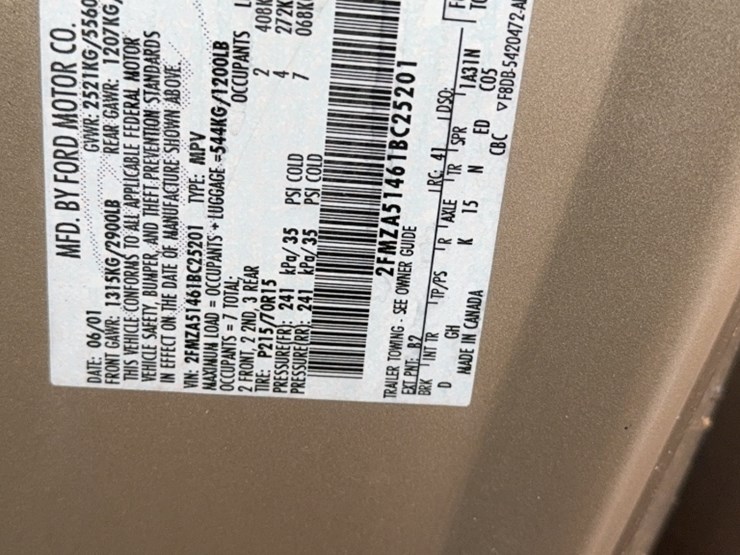 MFD. BY FORD MOTOR CO.
DATE: 06/01 GVWR: 2521KG/5560
FRONT GAWR: 1315KG/2900LB REAR GAWR: 1207KG/
THIS VEHICLE CONFORMS TO ALL APPLICABLE FEDERAL MOTOR
VEHICLE SAFETY, BUMPER, AND THEFT PREVENTION STANDARDS
IN EFFECT ON THE DATE OF MANUFACTURE SHOWN ABOVE.
VIN: 2FMZA51461BC25201 TYPE: MPV
MAXIMUM LOAD = OCCUPANTS + LUGGAGE =544KG/1200LB
OCCUPANTS = 7 TOTAL: OCCUPANTS L
2 FRONT, 2 2ND, 3 REAR 2 408K
TIRE: P215/70R15 4 272K
PRESSURE(FR): 241 kPa/35 PSI COLD 7 068K
PRESSURE(RR): 241 kPa/35 PSI COLD
2FMZA51461BC25201
TRAILER TOWING - SEE OWNER GUIDE
EXT PNT: B2 RC: 41 DSO:
BRK INT TR TP/PS R AXLE TR SPR
D GH K 15 N ED 1A31N C05
MADE IN CANADA CBC ▽F8DB-5420472-A